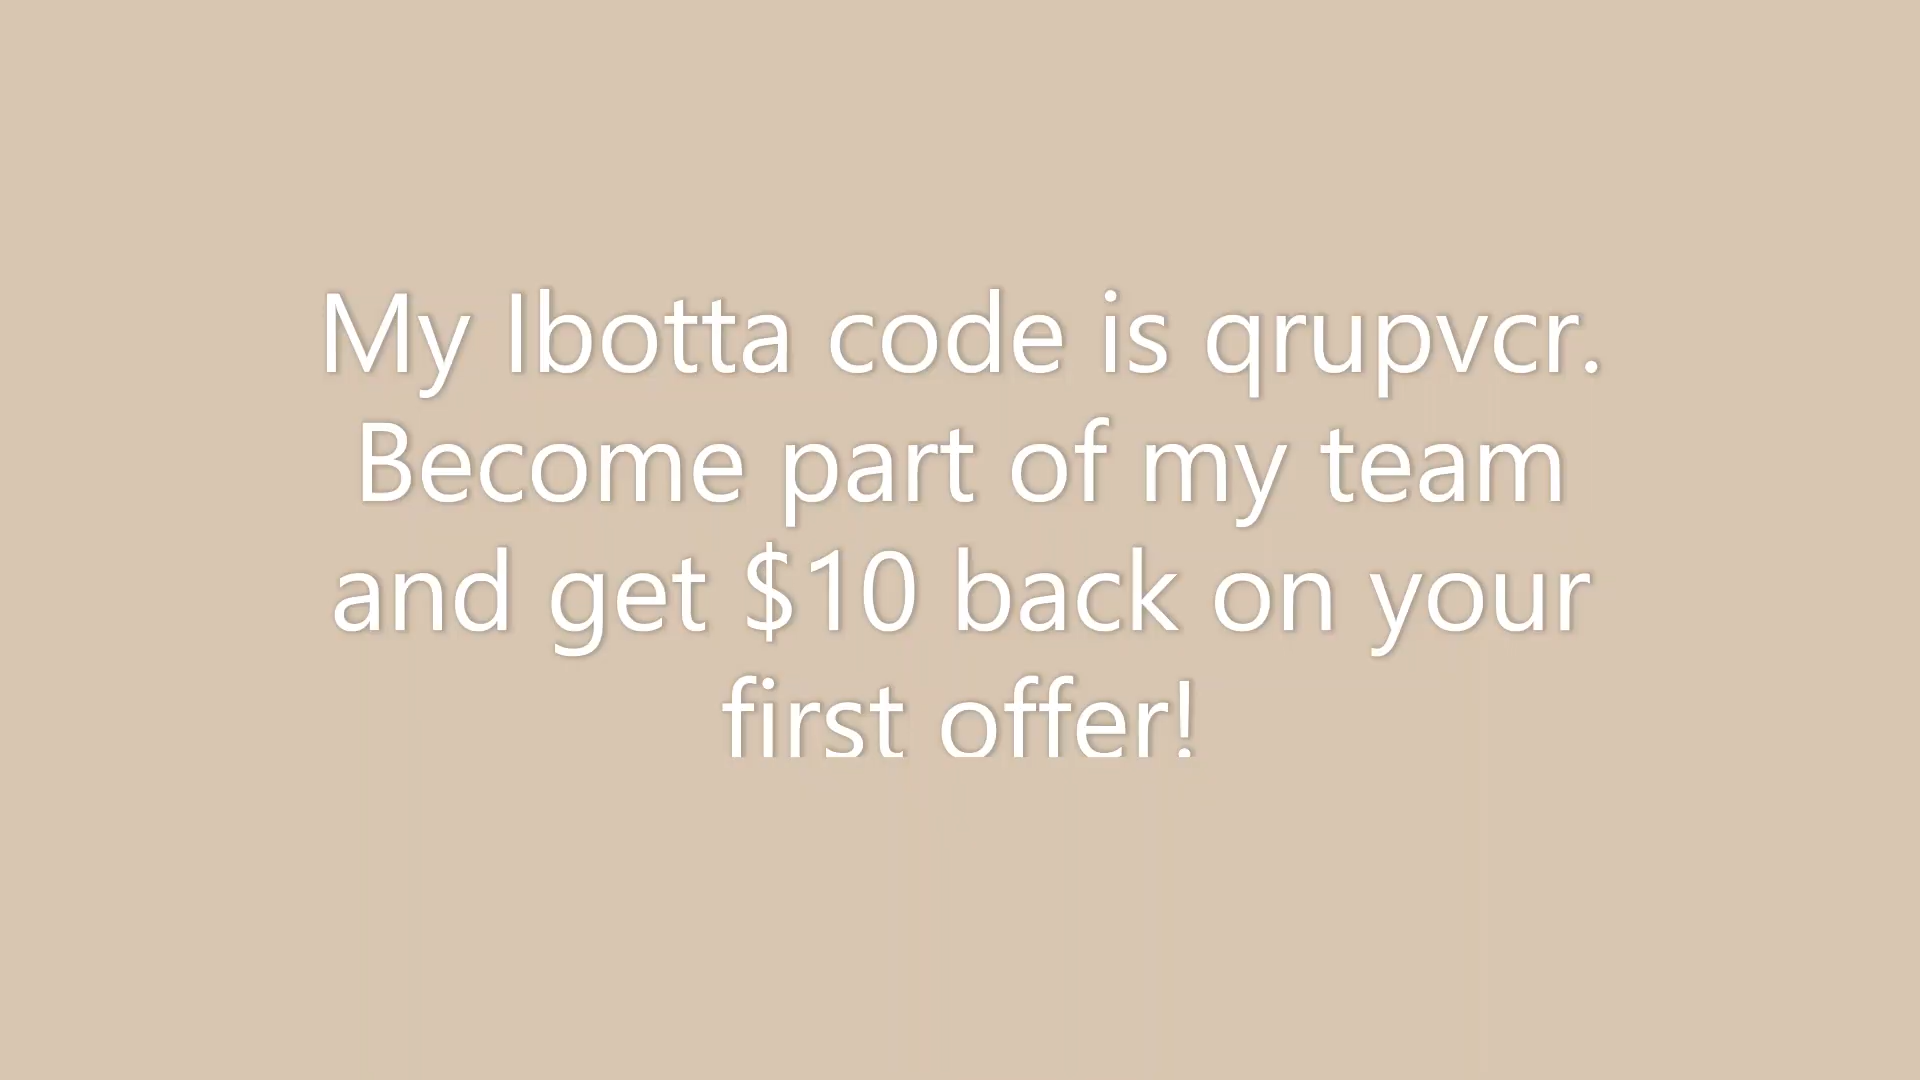 My Ibotta code is qrupvcr.
Become part of my team
and get $10 back on your
first offer!